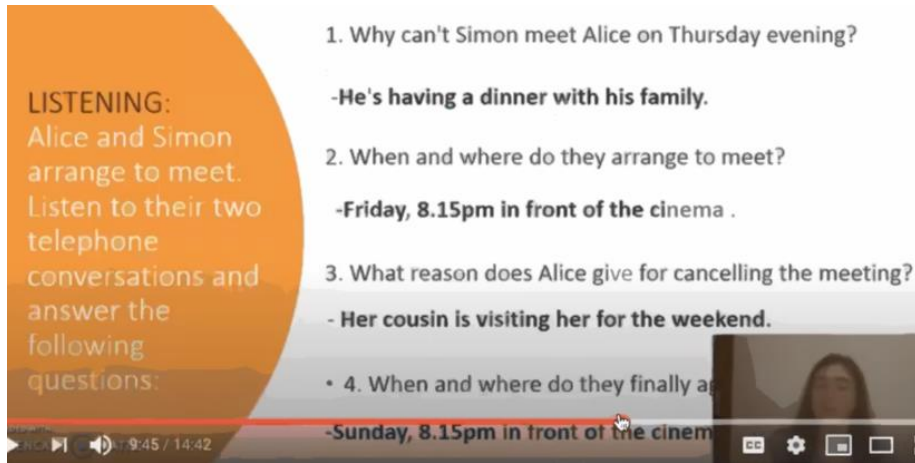 LISTENING:
Alice and Simon
arrange to meet.
Listen to their two
telephone
conversations and
answer the
following
questions:
1. Why can't Simon meet Alice on Thursday evening?
-He's having a dinner with his family.
2. When and where do they arrange to meet?
-Friday, 8.15pm in front of the cinema .
3. What reason does Alice give for cancelling the meeting?
- Her cousin is visiting her for the weekend.
• 4. When and where do they finally
-Sunday, 8.15pm in front of the cinem
9:45 / 14:42
CC